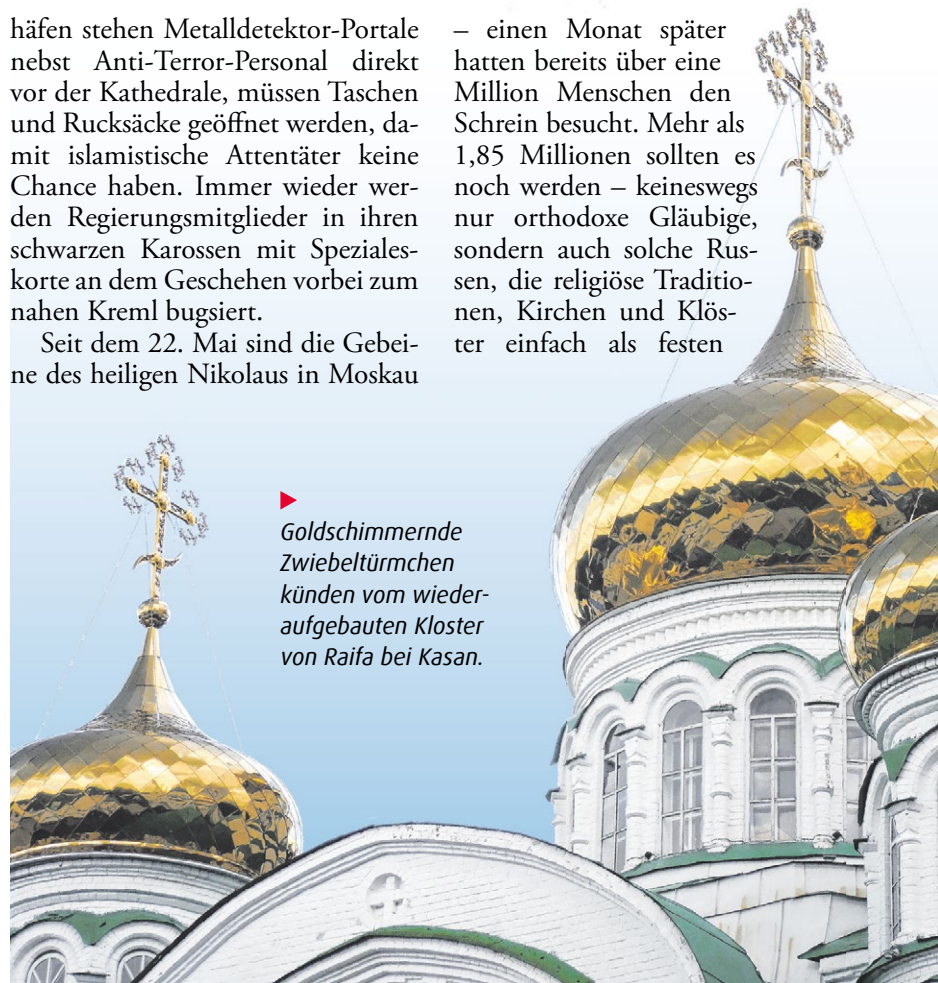 häfen stehen Metalldetektor-Portale
nebst Anti-Terror-Personal direkt
vor der Kathedrale, müssen Taschen
und Rucksäcke geöffnet werden, da-
mit islamistische Attentäter keine
Chance haben. Immer wieder wer-
den Regierungsmitglieder in ihren
schwarzen Karossen mit Speziales-
korte an dem Geschehen vorbei zum
nahen Kreml bugsiert.
Seit dem 22. Mai sind die Gebei-
ne des heiligen Nikolaus in Moskau
– einen Monat später
hatten bereits über eine
Million Menschen den
Schrein besucht. Mehr als
1,85 Millionen sollten es
noch werden – keineswegs
nur orthodoxe Gläubige,
sondern auch solche Rus-
sen, die religiöse Traditio-
nen, Kirchen und Klös-
ter einfach als festen
Goldschimmernde
Zwiebeltürmchen
künden vom wieder-
aufgebauten Kloster
von Raifa bei Kasan.